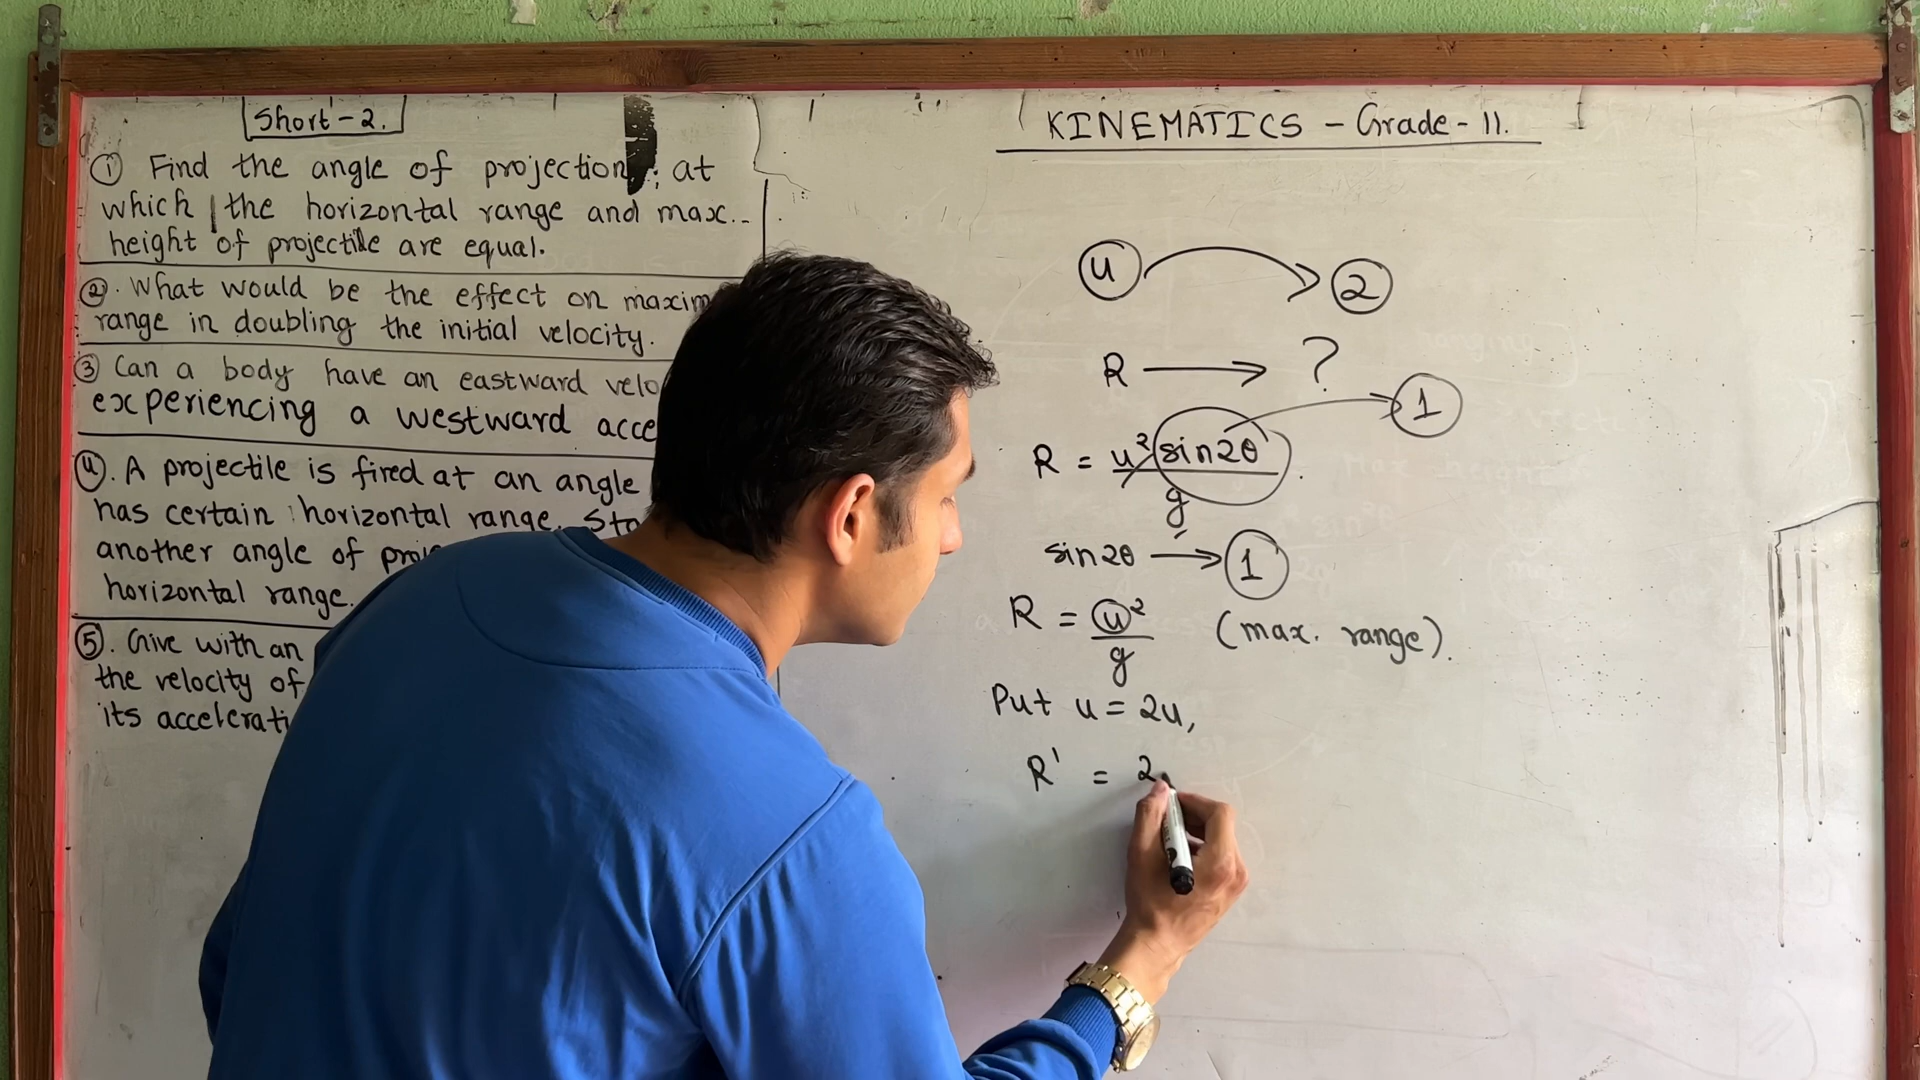 Short-2.
① Find the angle of projection, at
which the horizontal range and max.
height of projectile are equal.
②. What would be the effect on maxim
range in doubling the initial velocity.
③ Can a body have an eastward velo
experiencing a westward acce
④. A projectile is fired at an angle
has certain horizontal range. Sta
another angle of proje
horizontal range.
⑤. Give with an
the velocity of
its accelerati
KINEMATICS - Grade-11.
u → 2
R → ?
R = u² sin2θ / g → 1
sin2θ → 1
R = u² / g (max. range).
Put u = 2u,
R' = 2